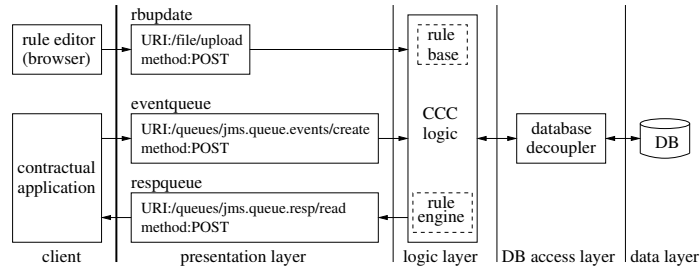 rbupdate
rule editor
(browser)
URI:/file/upload
method:POST
rule
base
eventqueue
contractual
application
URI:/queues/jms.queue.events/create
method:POST
CCC
logic
database
decoupler
DB
respqueue
URI:/queues/jms.queue.resp/read
method:POST
rule
engine
client
presentation layer
logic layer
DB access layer
data layer